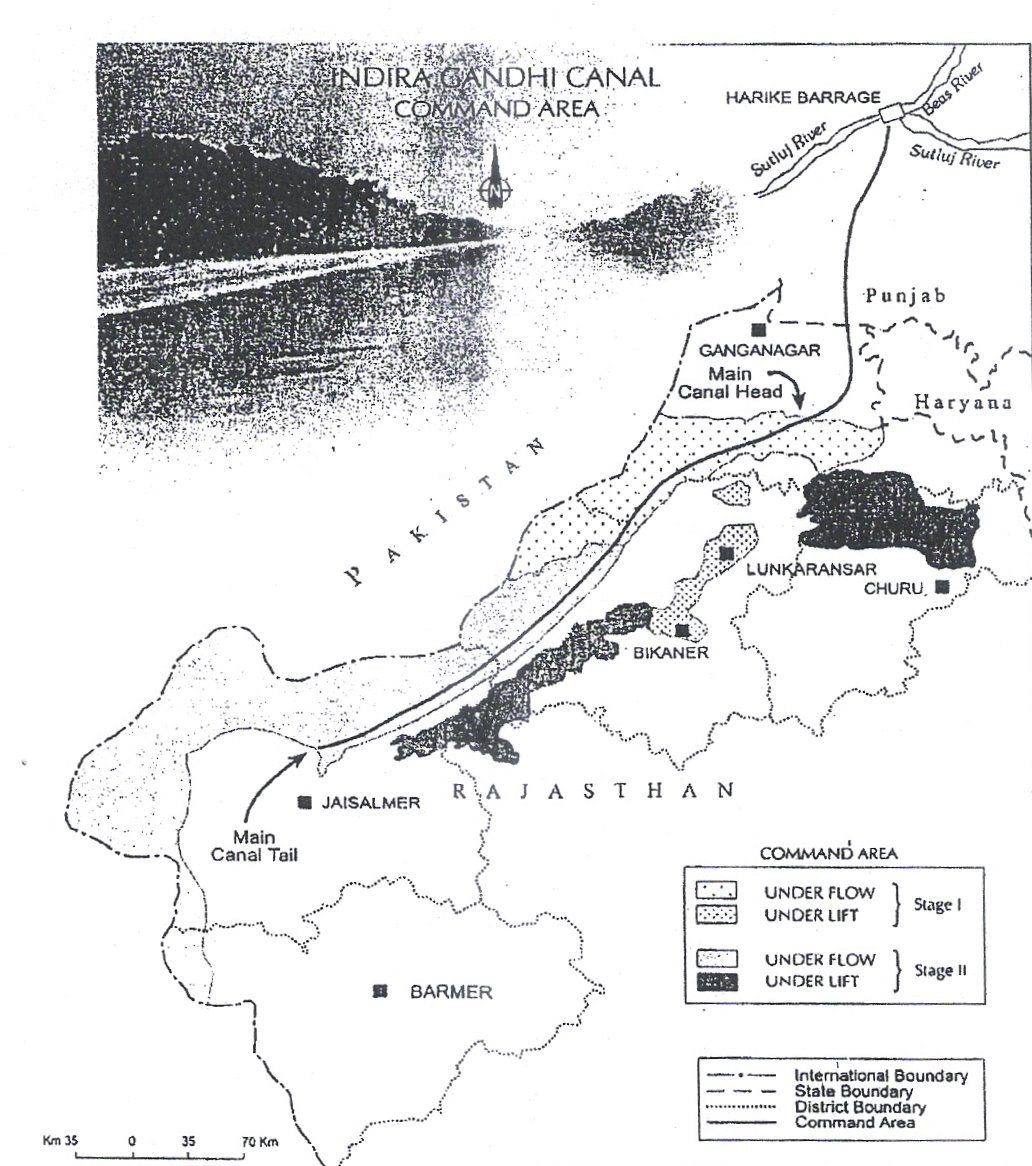 INDIRA GANDHI CANAL
COMMAND AREA
N
HARIKE BARRAGE
Beas River
Sutluj River
Sutluj River
Punjab
GANGANAGAR
Main
Canal Head
Haryana
PAKISTAN
LUNKARANSAR
CHURU
BIKANER
RAJASTHAN
JAISALMER
Main
Canal Tail
BARMER
COMMAND AREA
UNDER FLOW
UNDER LIFT
Stage I
UNDER FLOW
UNDER LIFT
Stage II
International Boundary
State Boundary
District Boundary
Command Area
Km 35 0 35 70 Km